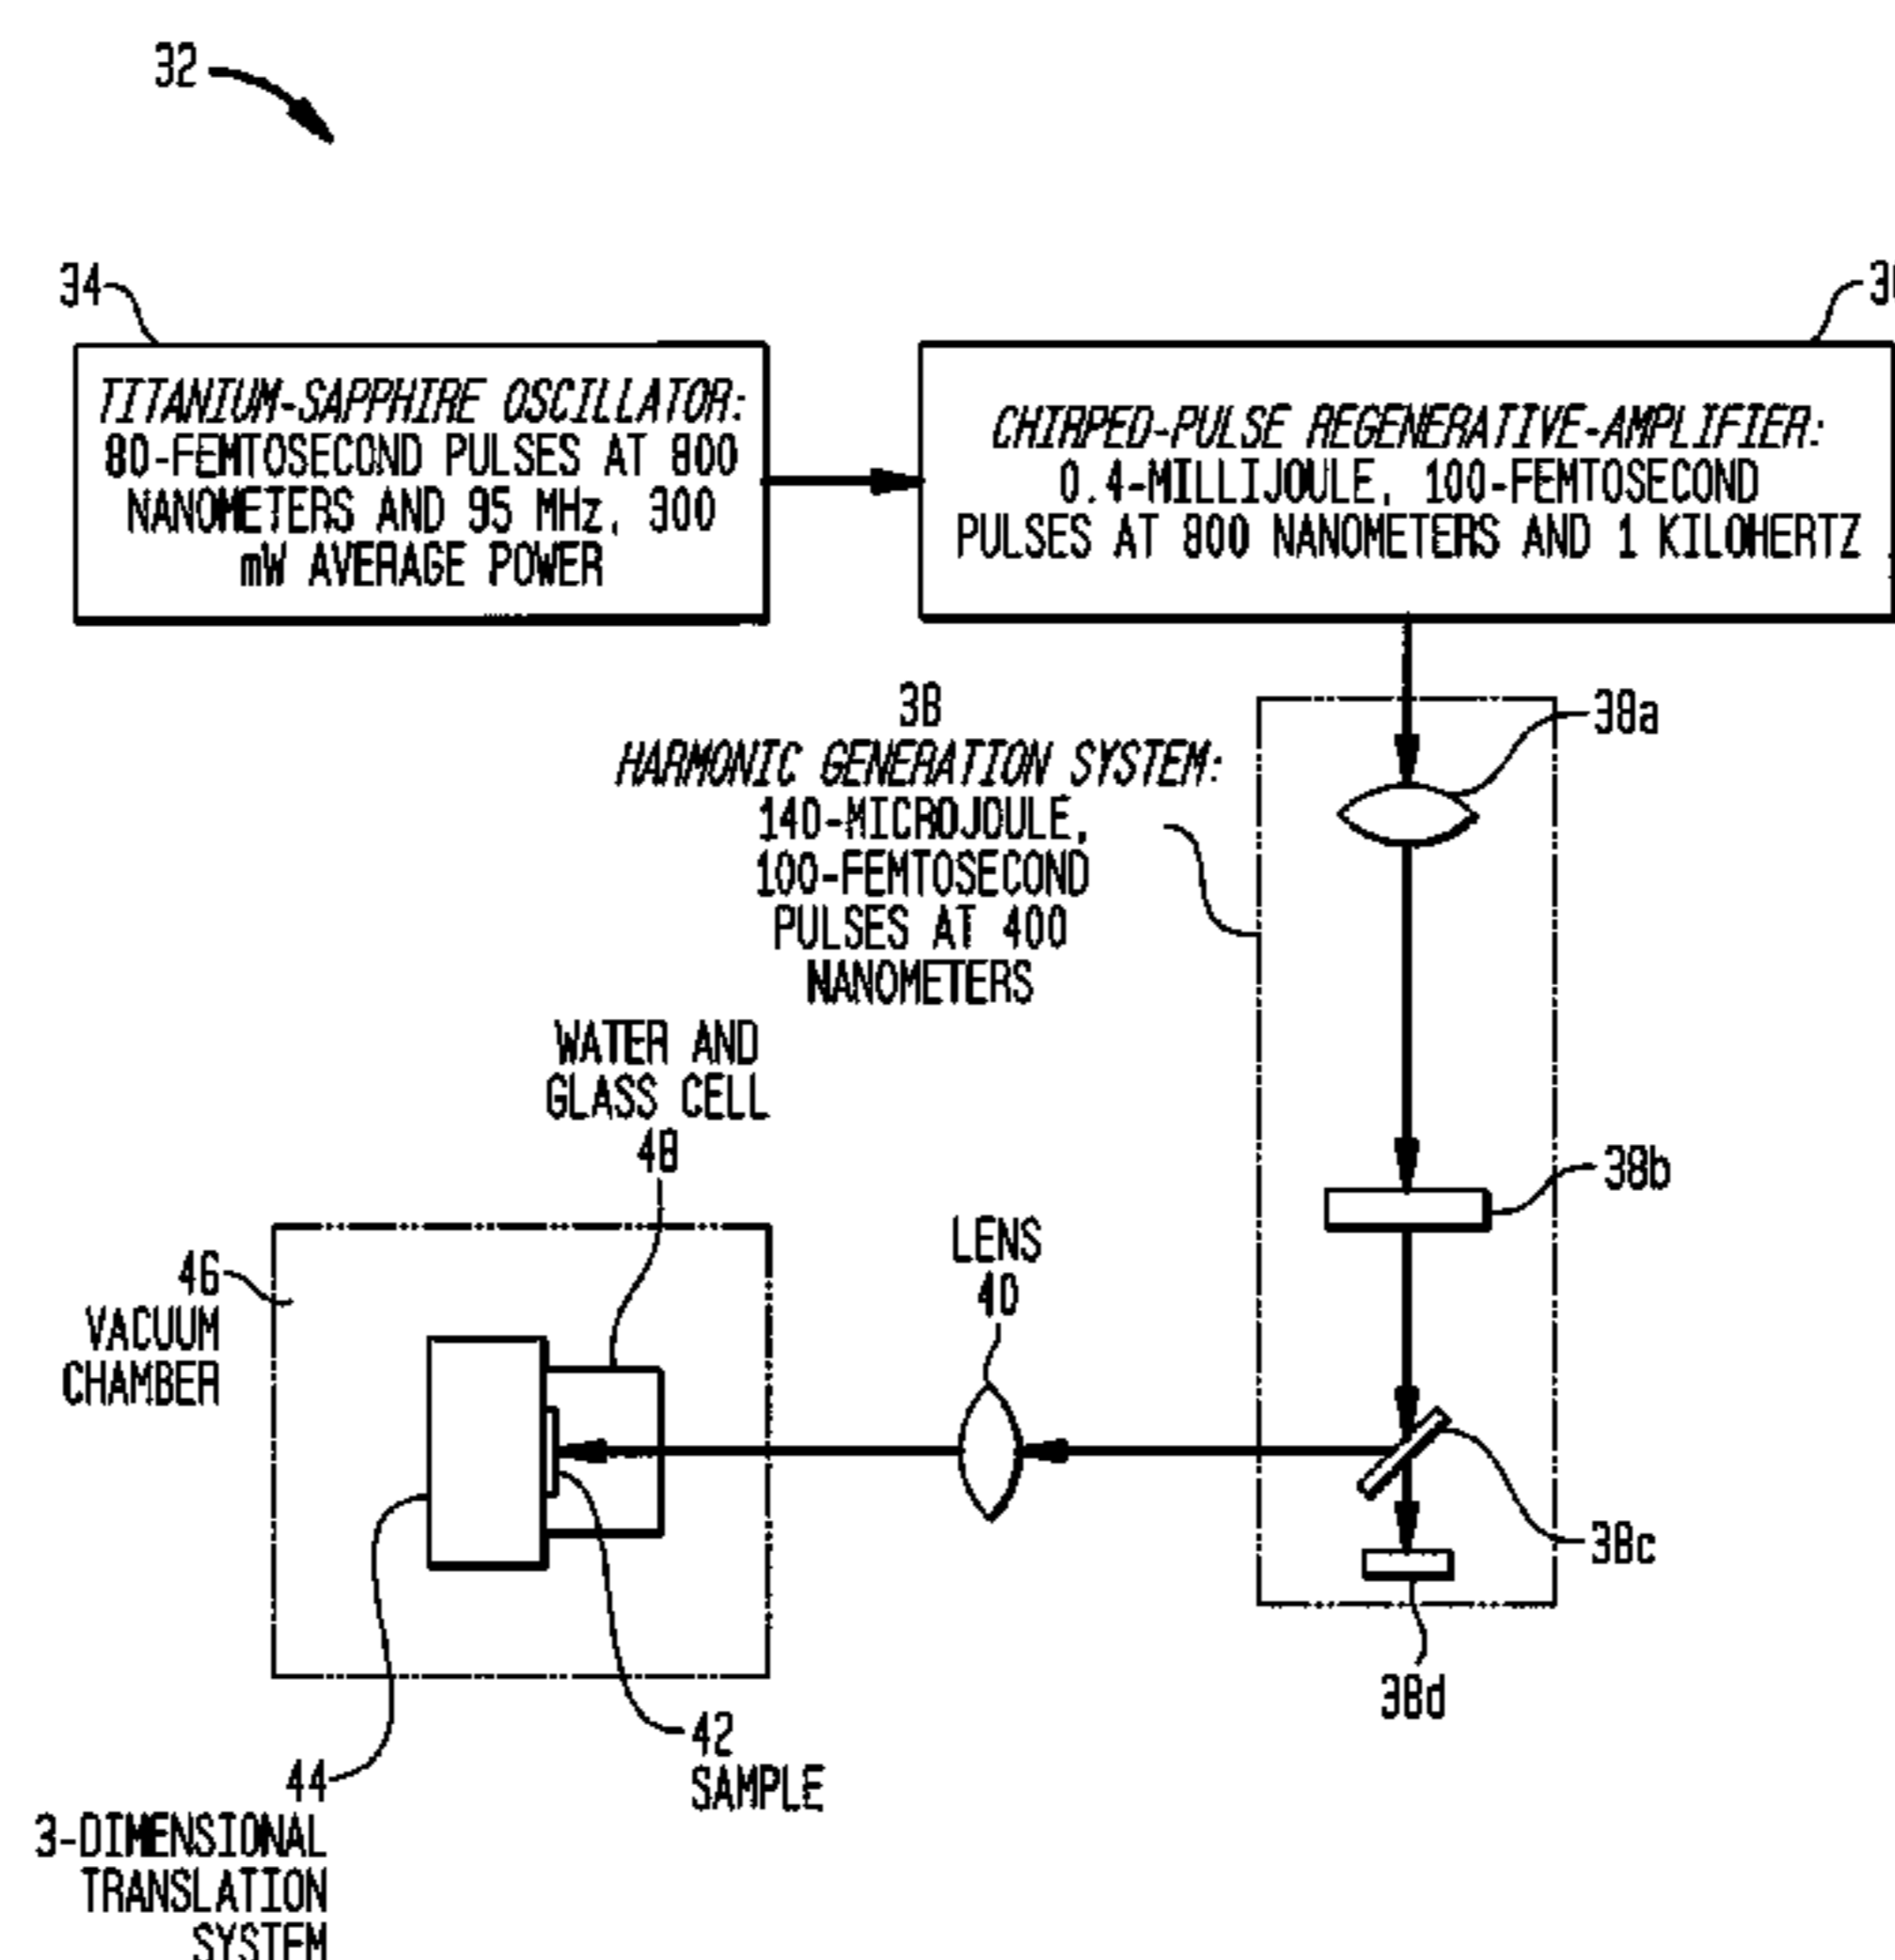 32
34
TITANIUM-SAPPHIRE OSCILLATOR:
80-FEMTOSECOND PULSES AT 800
NANOMETERS AND 95 MHz, 300
mW AVERAGE POWER
CHIRPED-PULSE REGENERATIVE-AMPLIFIER:
0.4-MILLIJOULE, 100-FEMTOSECOND
PULSES AT 800 NANOMETERS AND 1 KILOHERTZ
38
HARMONIC GENERATION SYSTEM:
140-MICROJOULE,
100-FEMTOSECOND
PULSES AT 400
NANOMETERS
38a
38b
38c
38d
WATER AND
GLASS CELL
48
LENS
40
46
VACUUM
CHAMBER
42
SAMPLE
44
3-DIMENSIONAL
TRANSLATION
SYSTEM